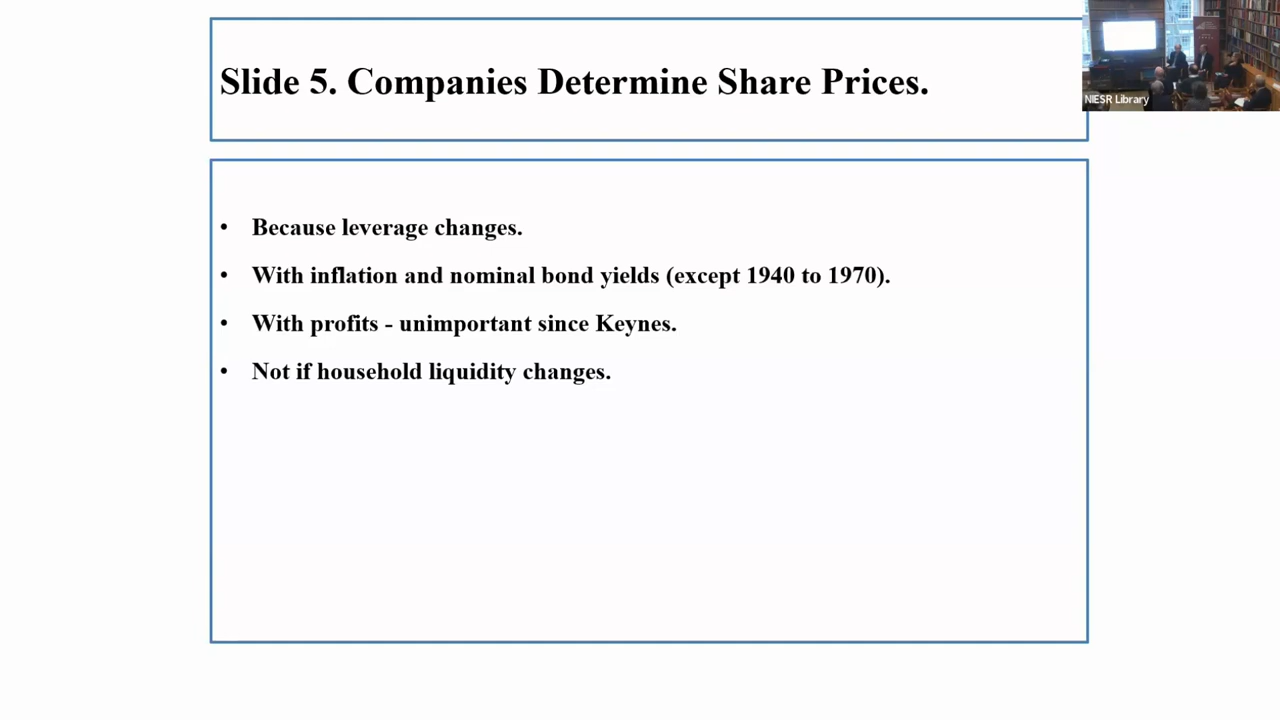 Slide 5. Companies Determine Share Prices.
NIESR Library
• Because leverage changes.
• With inflation and nominal bond yields (except 1940 to 1970).
• With profits - unimportant since Keynes.
• Not if household liquidity changes.